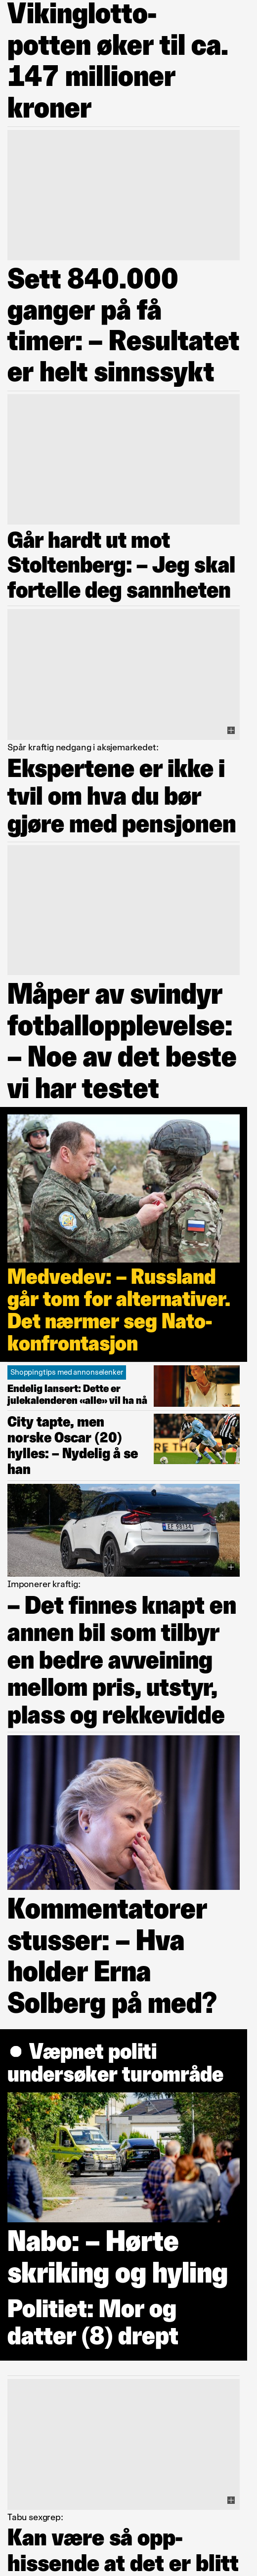 Vikinglotto-
potten øker til ca.
147 millioner
kroner
Sett 840.000
ganger på få
timer: – Resultatet
er helt sinnssykt
Går hardt ut mot
Stoltenberg: – Jeg skal
fortelle deg sannheten
Spår kraftig nedgang i aksjemarkedet:
Ekspertene er ikke i
tvil om hva du bør
gjøre med pensjonen
Måper av svindyr
fotballopplevelse:
– Noe av det beste
vi har testet
Medvedev: – Russland
går tom for alternativer.
Det nærmer seg Nato-
konfrontasjon
Shoppingtips med annonselenker
Endelig lansert: Dette er
julekalenderen «alle» vil ha nå
City tapte, men
norske Oscar (20)
hylles: – Nydelig å se
han
RE THE
Imponerer kraftig:
– Det finnes knapt en
annen bil som tilbyr
en bedre avveining
mellom pris, utstyr,
plass og rekkevidde
Kommentatorer
stusser: – Hva
holder Erna
Solberg på med?
Væpnet politi
undersøker turområde
Nabo: – Hørte
skriking og hyling
Politiet: Mor og
datter (8) drept
Tabu sexgrep:
Kan være så opp-
hissende at det er blitt